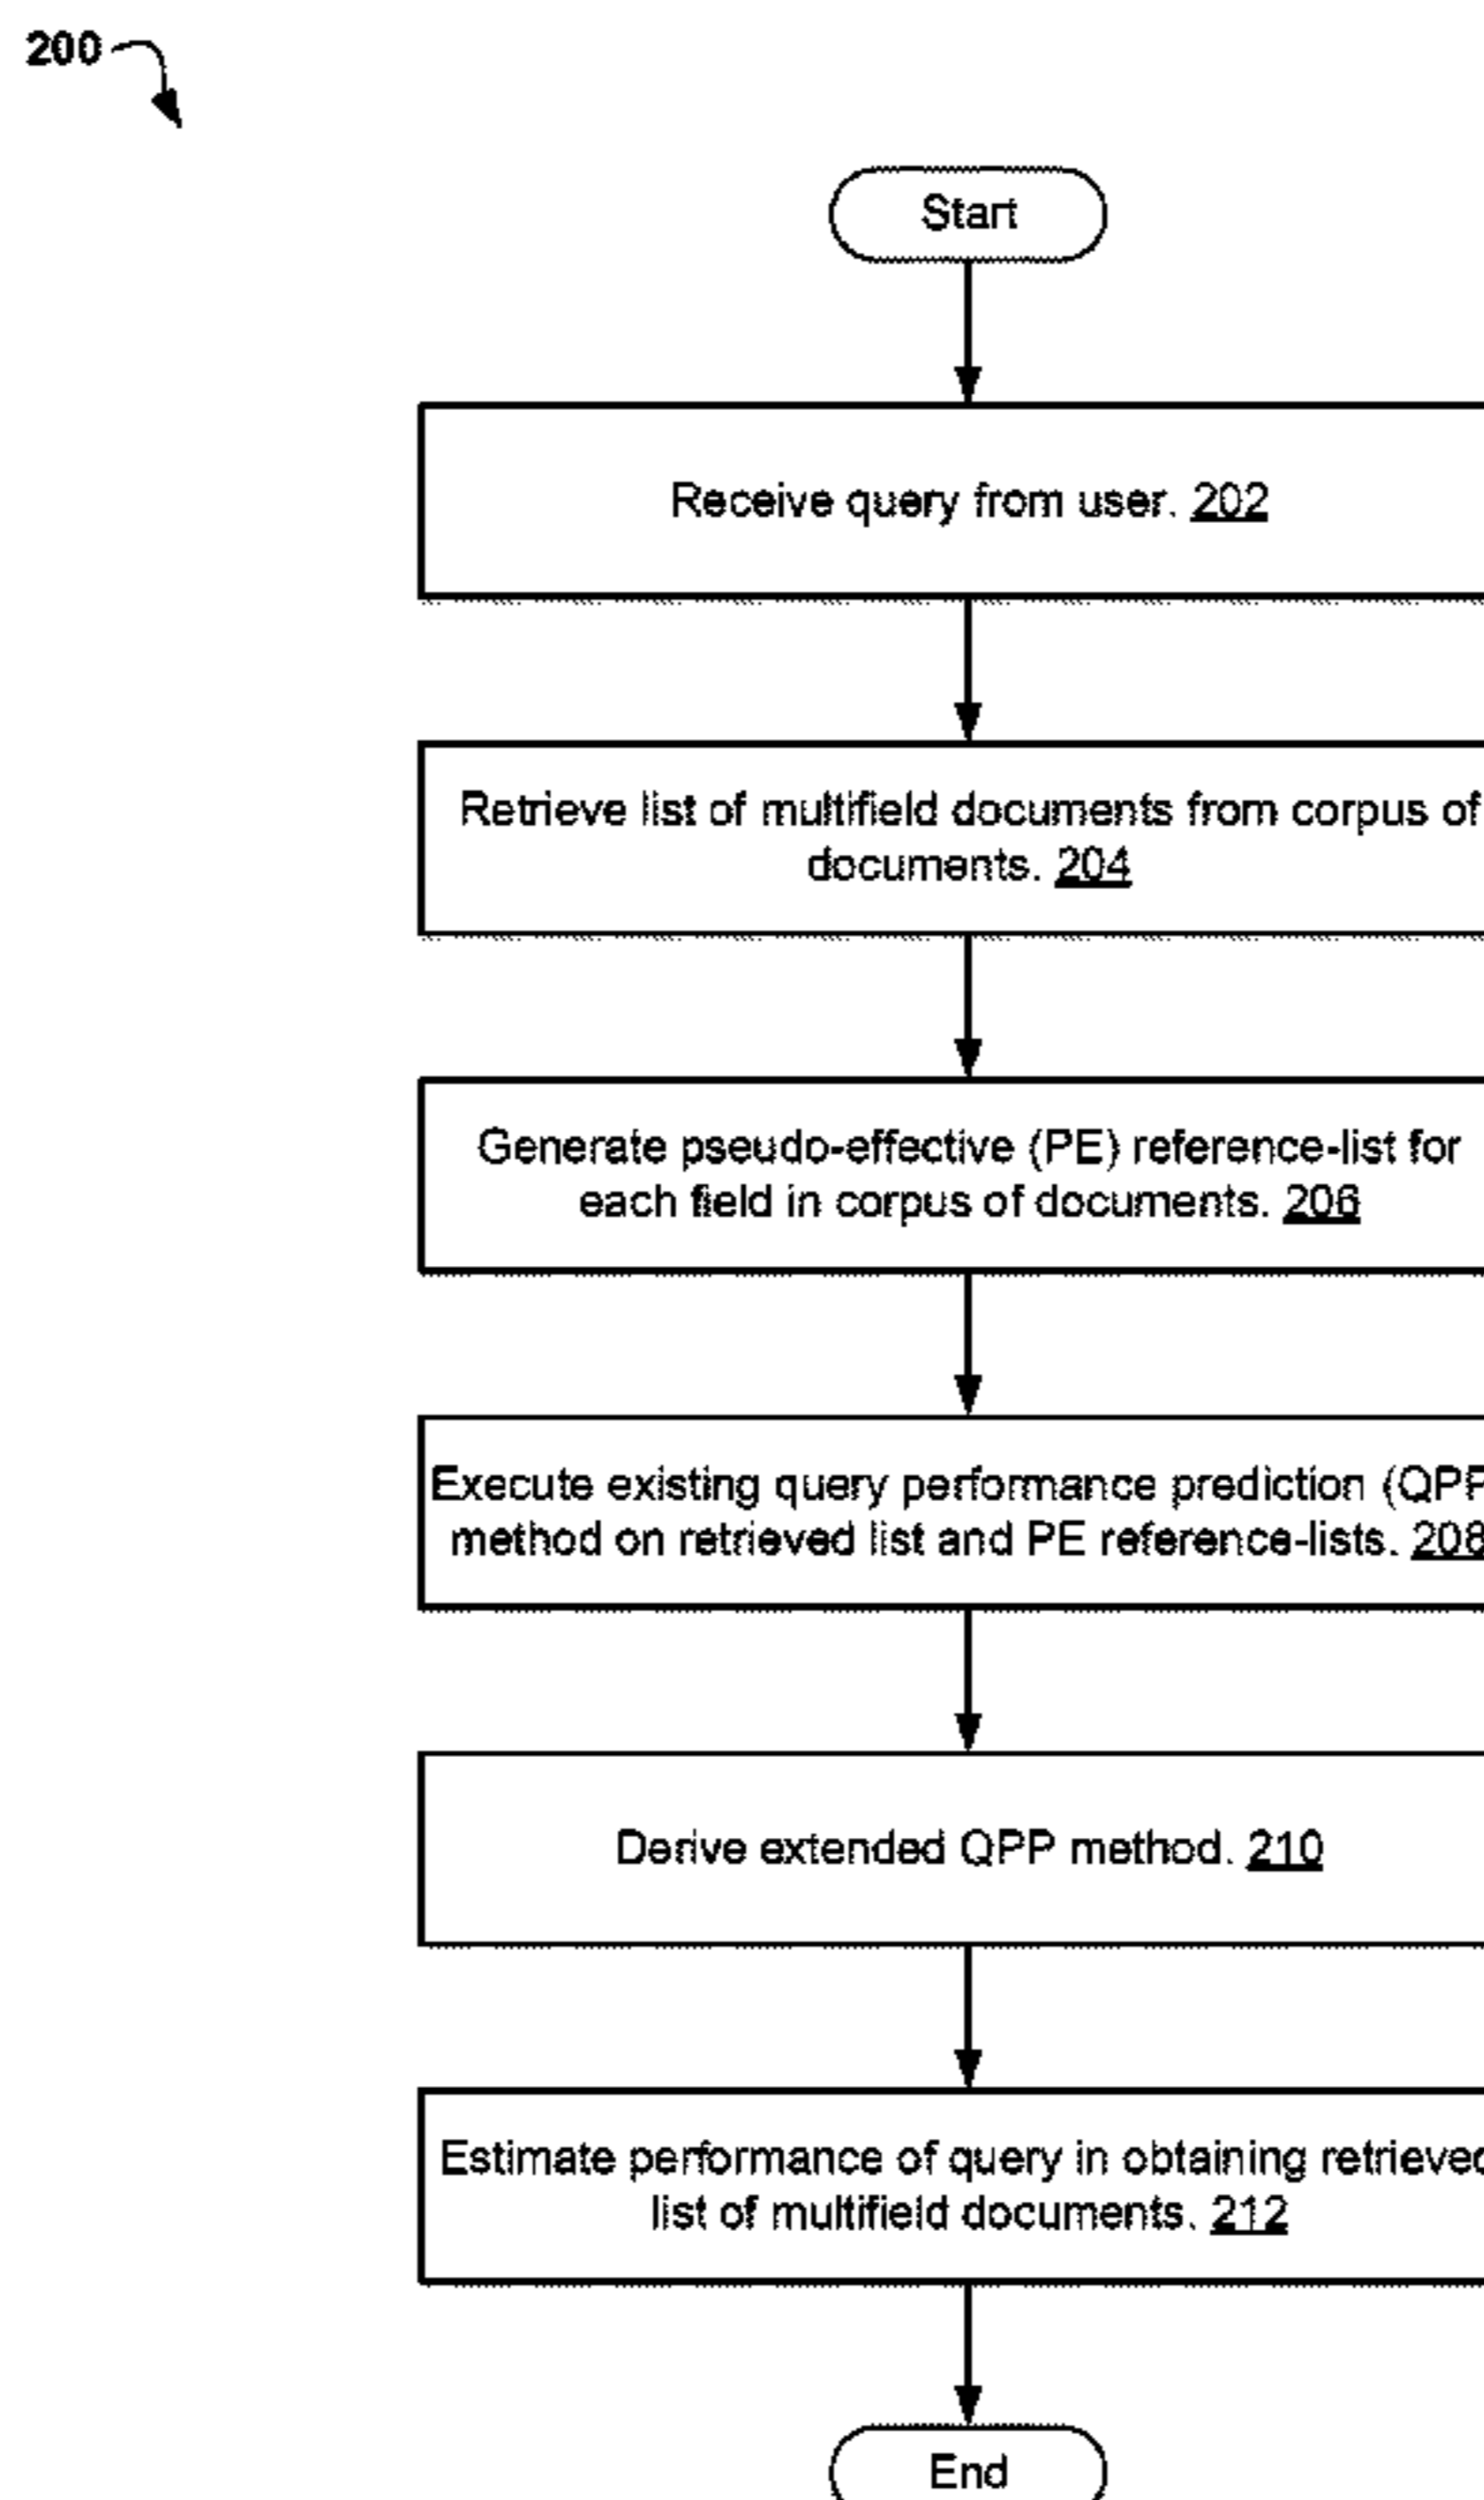 200
Start
Receive query from user. 202
Retrieve list of multifield documents from corpus of
documents. 204
Generate pseudo-effective (PE) reference-list for
each field in corpus of documents. 206
Execute existing query performance prediction (QPP
method on retrieved list and PE reference-lists. 208
Derive extended QPP method. 210
Estimate performance of query in obtaining retrieved
list of multifield documents. 212
End